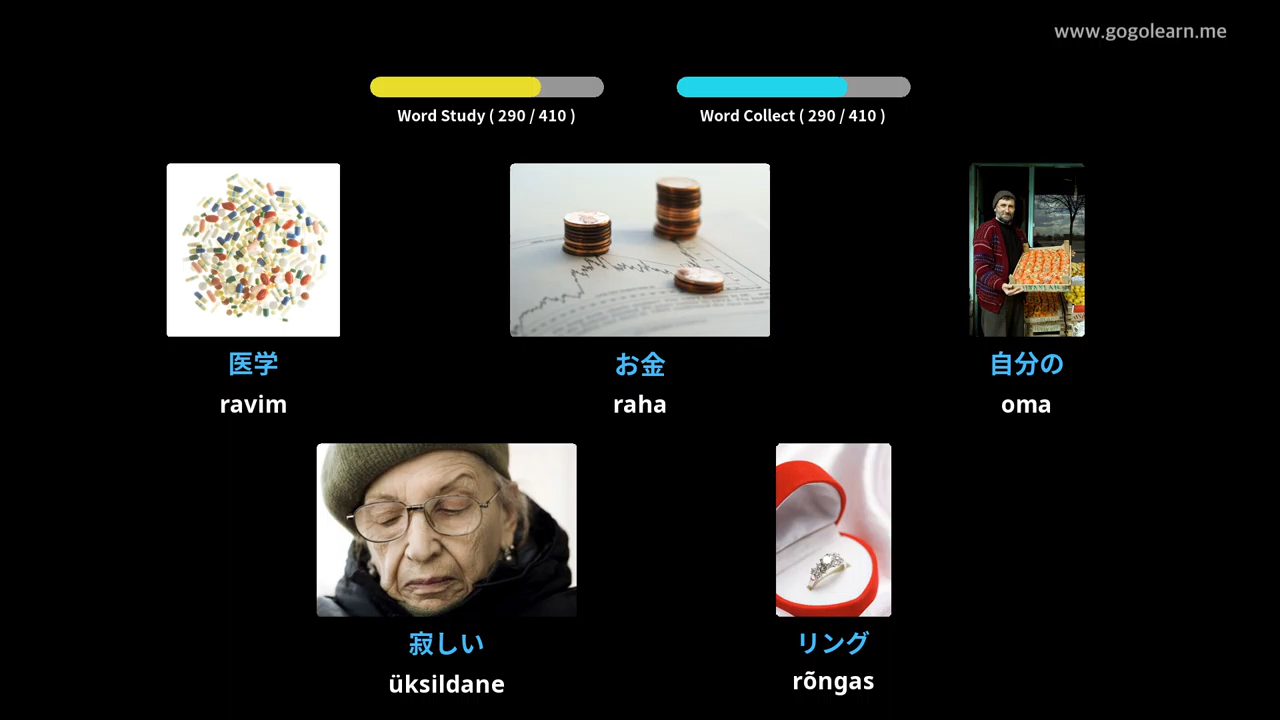 www.gogolearn.me
Word Study ( 290 / 410 )
Word Collect ( 290 / 410 )
医学
ravim
お金
raha
自分の
oma
寂しい
üksildane
リング
rõngas